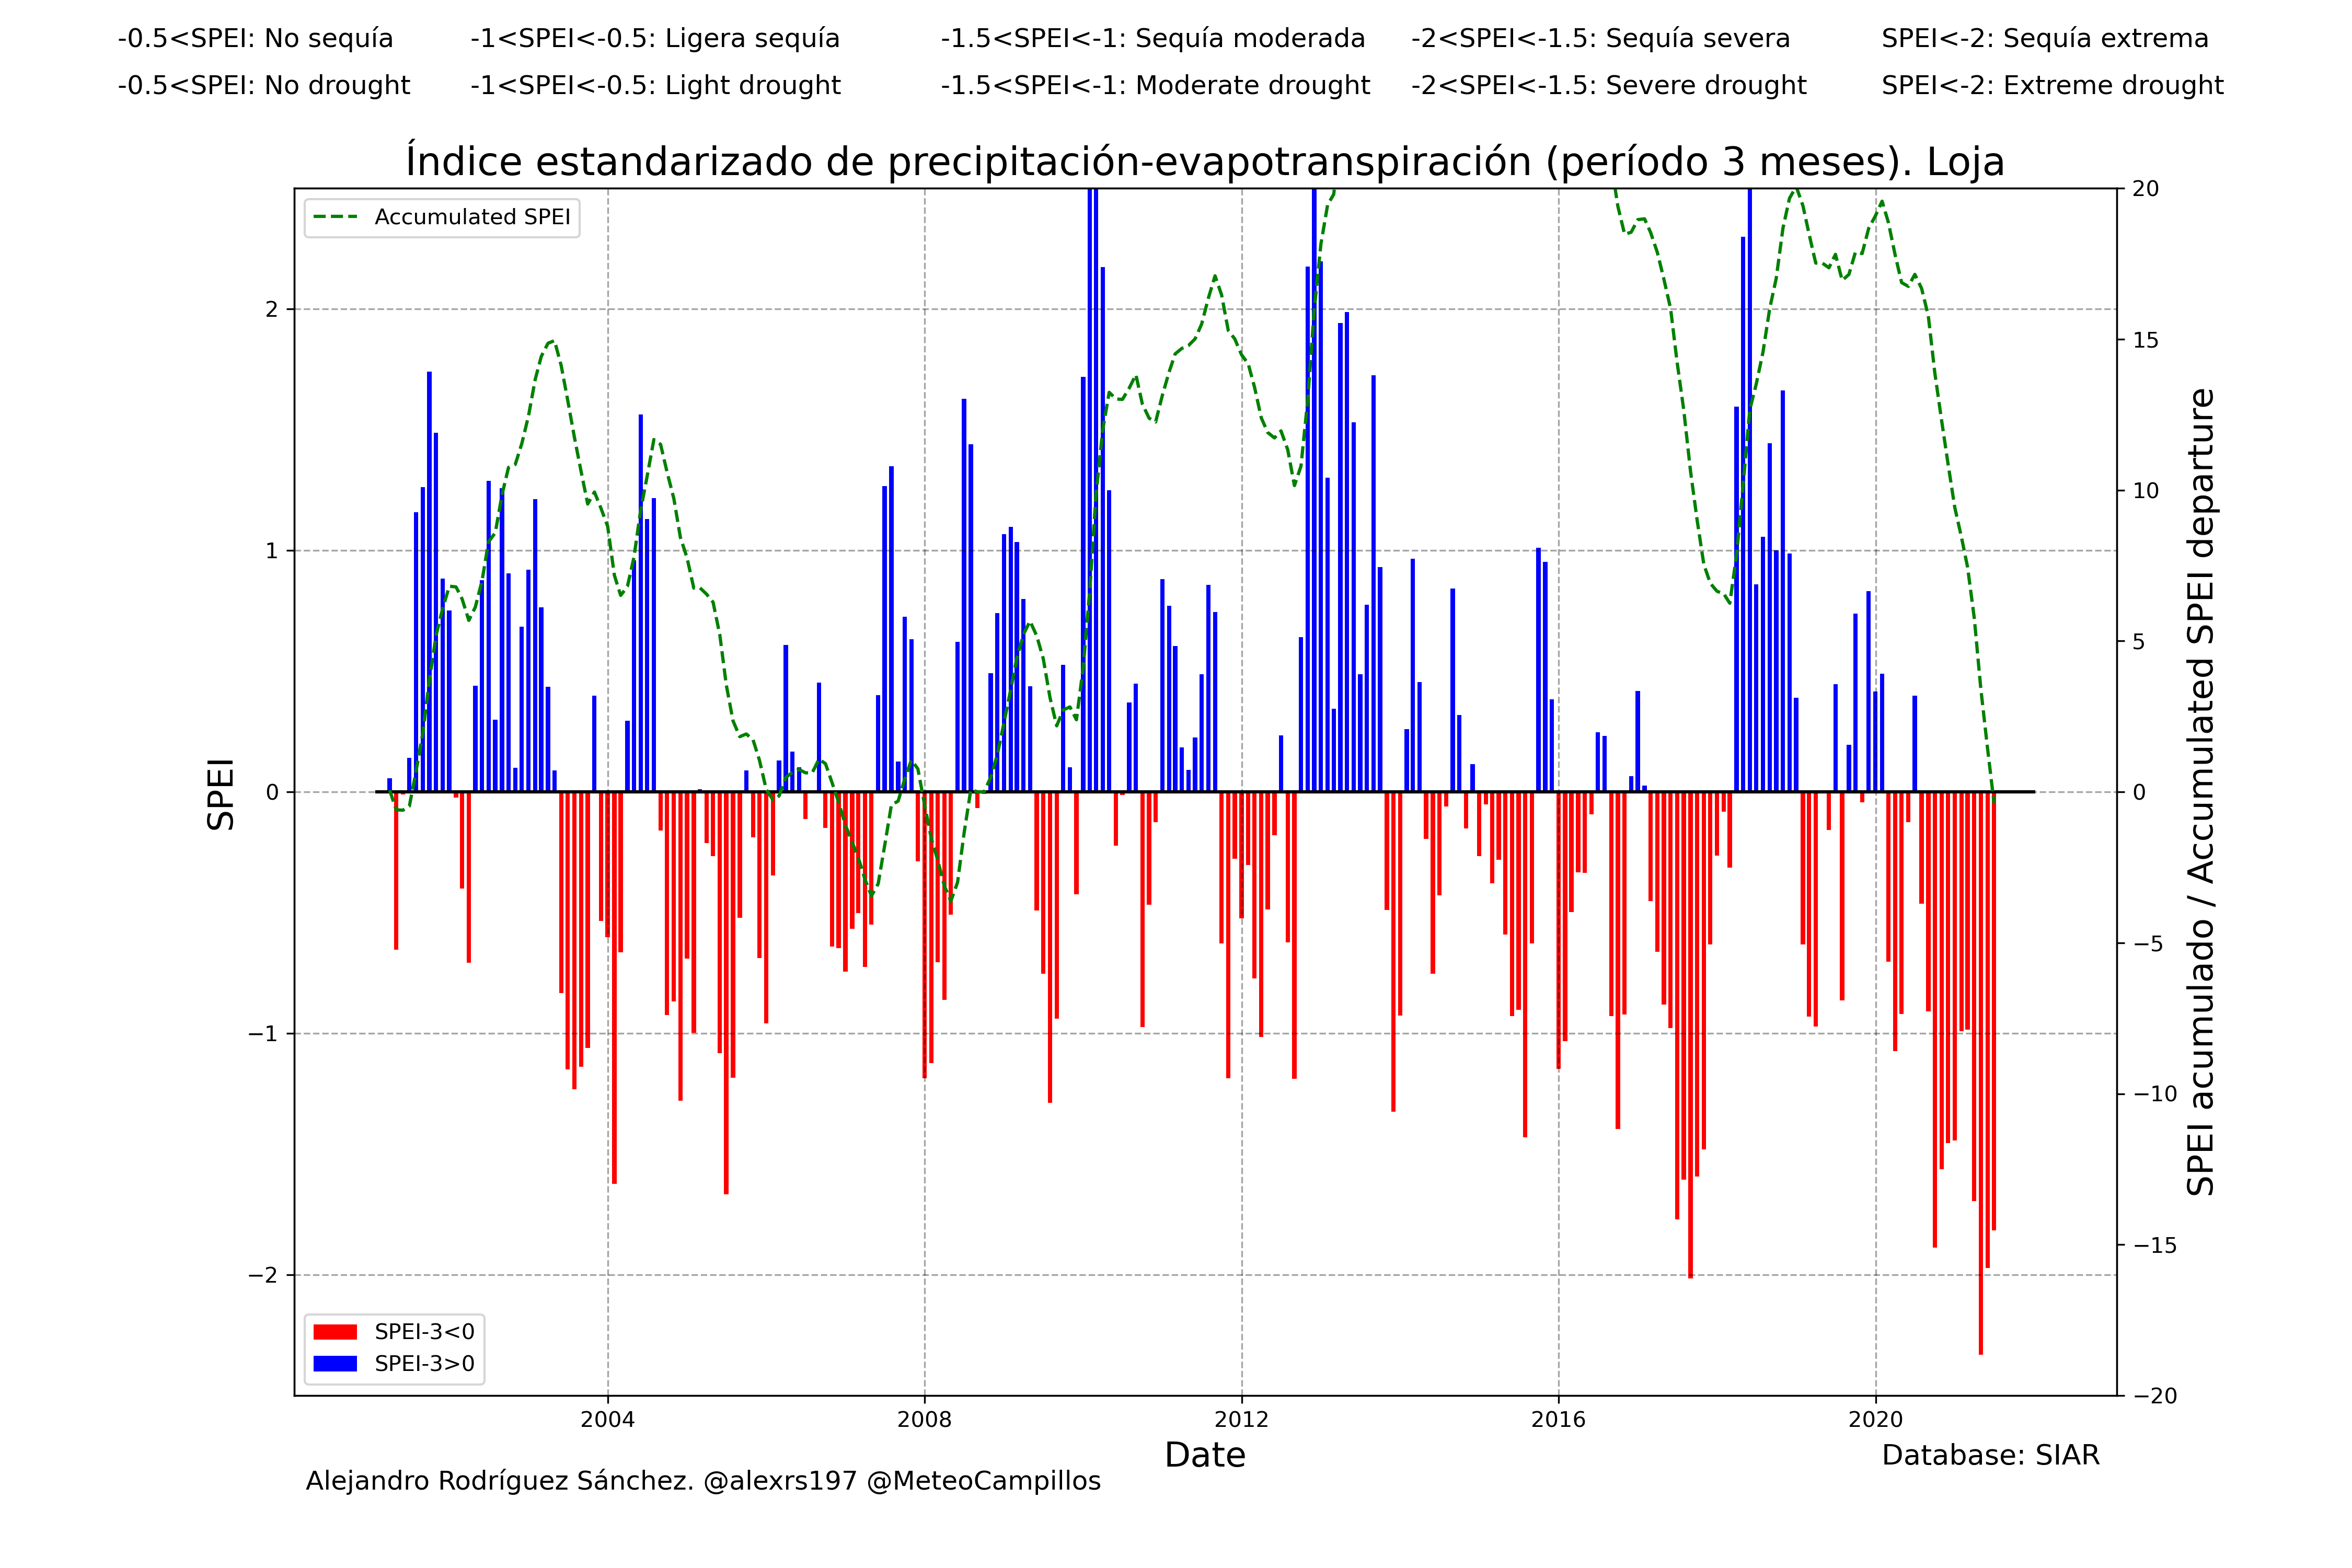 -0.5<SPEI: No sequía -1<SPEI<-0.5: Ligera sequía -1.5<SPEI<-1: Sequía moderada -2<SPEI<-1.5: Sequía severa SPEI<-2: Sequía extrema
-0.5<SPEI: No drought -1<SPEI<-0.5: Light drought -1.5<SPEI<-1: Moderate drought -2<SPEI<-1.5: Severe drought SPEI<-2: Extreme drought
Índice estandarizado de precipitación-evapotranspiración (período 3 meses). Loja
Accumulated SPEI
2
1
0
−1
−2
SPEI
20
15
10
5
0
−5
−10
−15
−20
SPEI acumulado / Accumulated SPEI departure
SPEI-3<0
SPEI-3>0
2004 2008 2012 2016 2020
Date
Database: SIAR
Alejandro Rodríguez Sánchez. @alexrs197 @MeteoCampillos